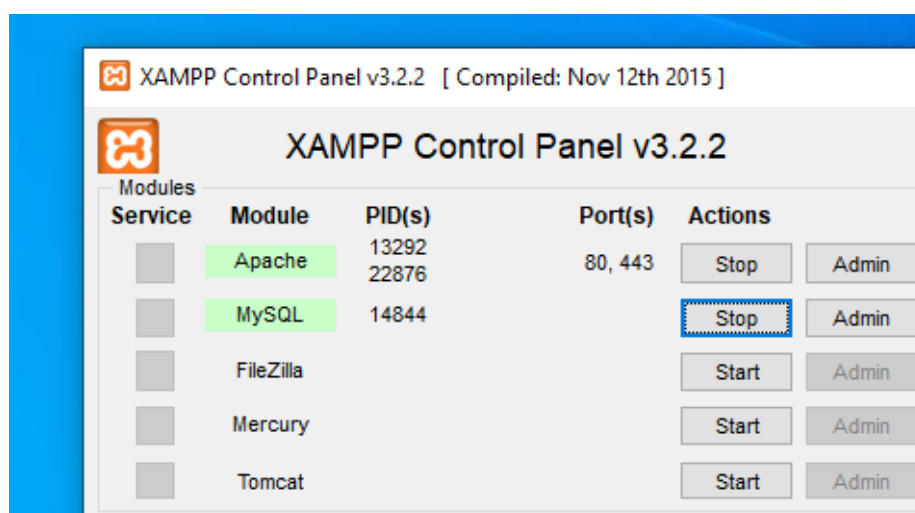 XAMPP Control Panel v3.2.2 [ Compiled: Nov 12th 2015 ]
XAMPP Control Panel v3.2.2
Modules
Service Module PID(s) Port(s) Actions
Apache 13292 22876 80, 443 Stop Admin
MySQL 14844 Stop Admin
FileZilla Start Admin
Mercury Start Admin
Tomcat Start Admin